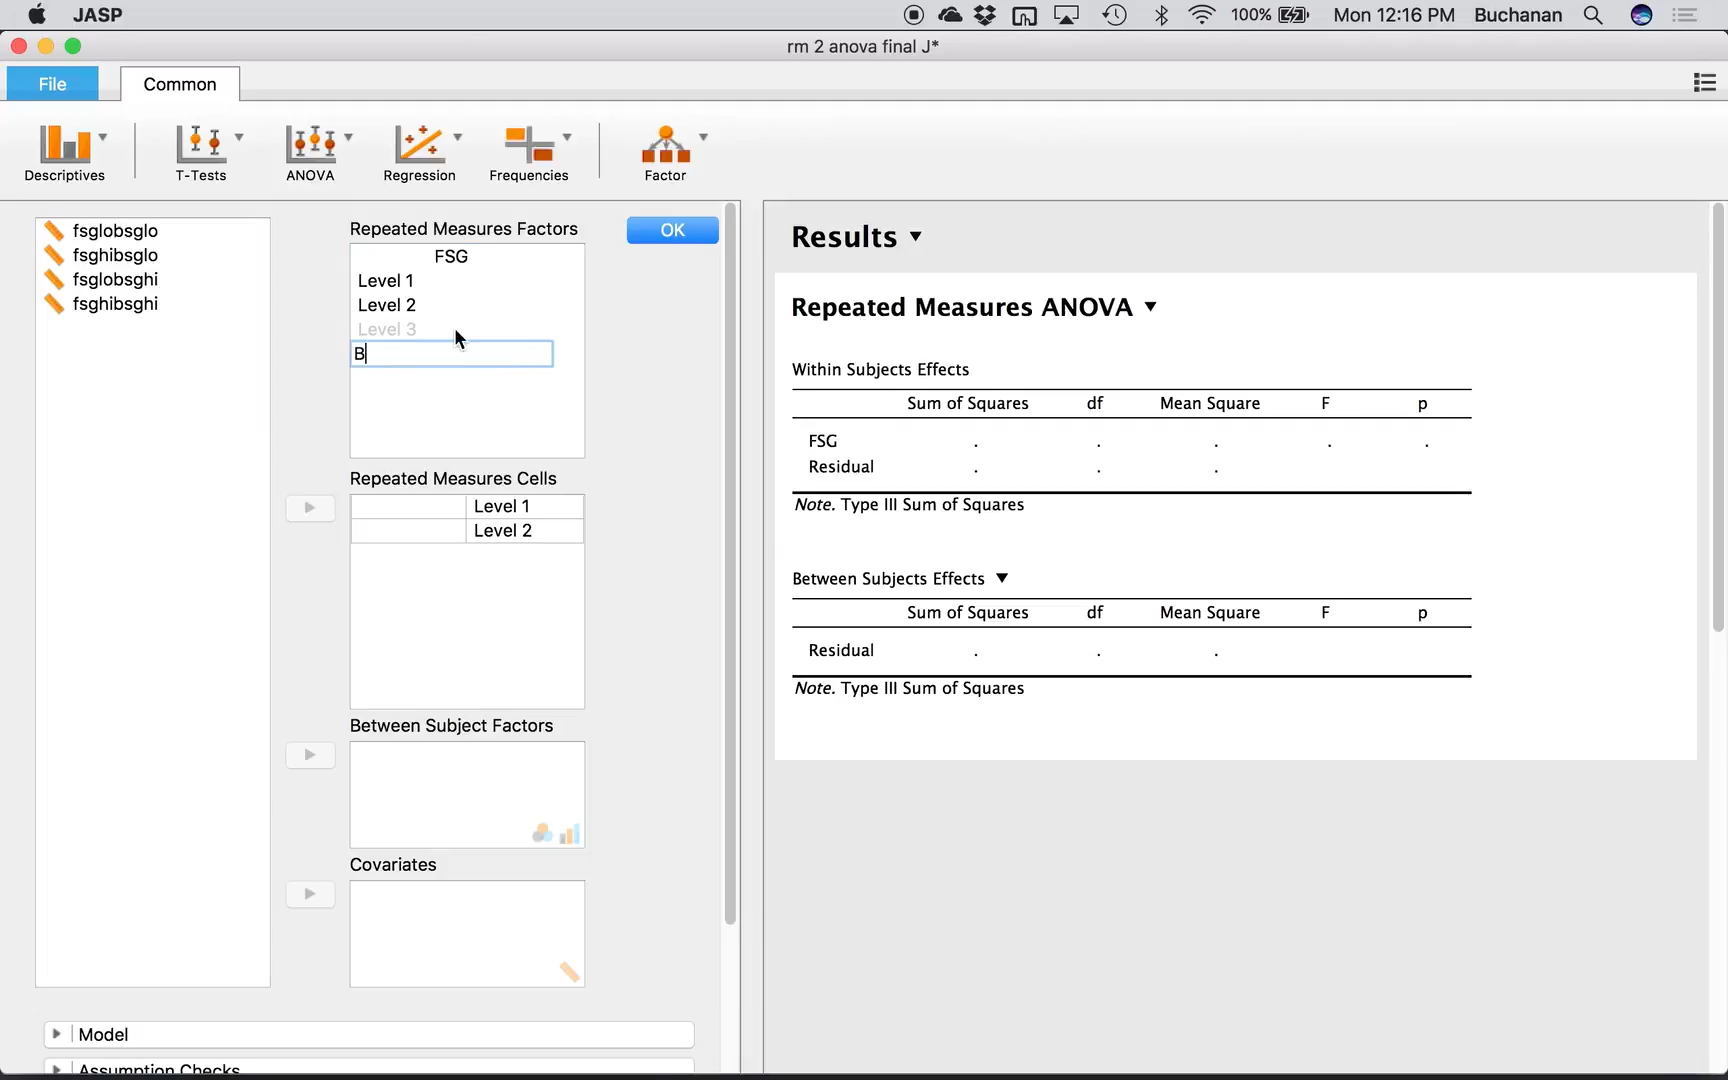 JASP
100%
Mon 12:16 PM
Buchanan
rm 2 anova final J*
File
Common
Descriptives
T-Tests
ANOVA
Regression
Frequencies
Factor
fsglobsglo
fsghibsglo
fsglobsghi
fsghibsghi
Repeated Measures Factors
OK
FSG
Level 1
Level 2
Level 3
B
Repeated Measures Cells
Level 1
Level 2
Between Subject Factors
Covariates
Model
Assumption Checks
Results
Repeated Measures ANOVA
Within Subjects Effects
Sum of Squares df Mean Square F p
FSG . . . . .
Residual . . .
Note. Type III Sum of Squares
Between Subjects Effects
Sum of Squares df Mean Square F p
Residual . . .
Note. Type III Sum of Squares